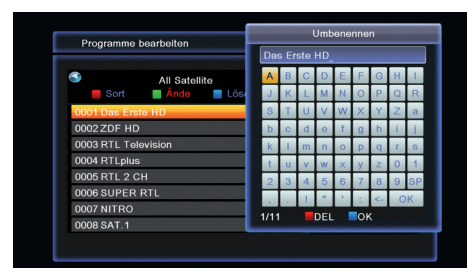 Programme bearbeiten
All Satellite
Sort Ände Lösc
0001 Das Erste HD
0002 ZDF HD
0003 RTL Television
0004 RTLplus
0005 RTL 2 CH
0006 SUPER RTL
0007 NITRO
0008 SAT.1
Umbenennen
Das Erste HD_
A B C D E F G H I
J K L M N O P Q R
S T U V W X Y Z a
b c d e f g h i j
k l m n o p q r s
t u v w x y z 0 1
2 3 4 5 6 7 8 9 SP
, . ! " ' : <- OK
1/11 DEL OK